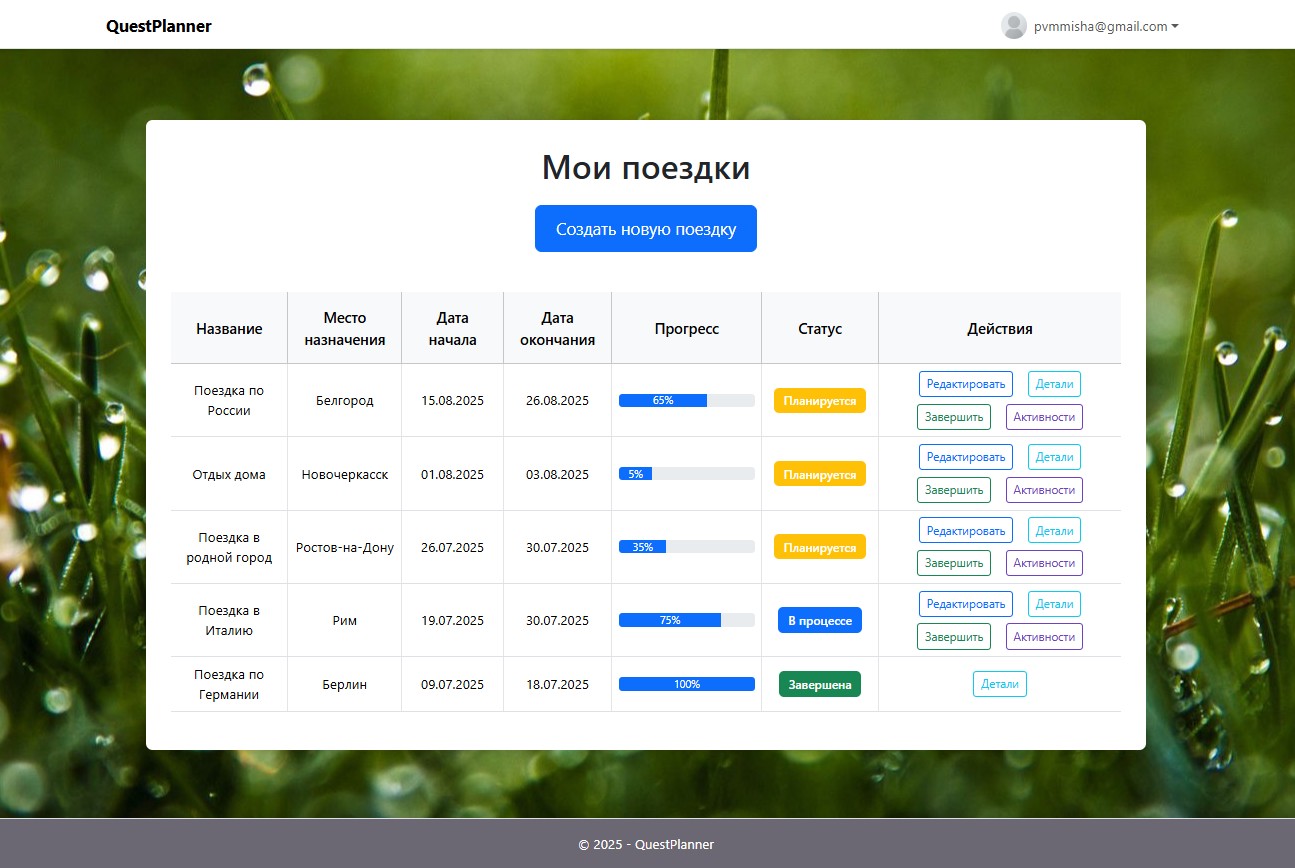 QuestPlanner
pvmmisha@gmail.com
Мои поездки
Создать новую поездку
Название
Место
назначения
Дата
начала
Дата
окончания
Прогресс
Статус
Действия
Поездка по
России
Белгород
15.08.2025
26.08.2025
65%
Планируется
Редактировать
Детали
Завершить
Активности
Отдых дома
Новочеркасск
01.08.2025
03.08.2025
5%
Планируется
Редактировать
Детали
Завершить
Активности
Поездка в
родной город
Ростов-на-Дону
26.07.2025
30.07.2025
35%
Планируется
Редактировать
Детали
Завершить
Активности
Поездка в
Италию
Рим
19.07.2025
30.07.2025
75%
В процессе
Редактировать
Детали
Завершить
Активности
Поездка по
Германии
Берлин
09.07.2025
18.07.2025
100%
Завершена
Детали
© 2025 - QuestPlanner